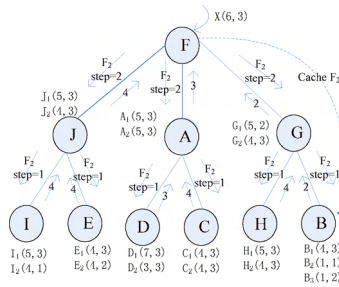 X(6, 3)
F
F₂
step=2
4
F₂
step=2
3
F₂
step=2
2
Cache F₂
J₁(5, 3)
J₂(4, 3)
A₁(5, 3)
A₂(5, 3)
G₁(5, 2)
G₂(4, 3)
J
A
G
F₂
step=1
4
4
F₂
step=1
F₂
step=1
3
4
F₂
step=1
F₂
step=1
4
2
F₂
step=1
I
E
D
C
H
B
I₁(5, 3)
I₂(4, 1)
E₁(4, 3)
E₂(4, 2)
D₁(7, 3)
D₂(3, 3)
C₁(4, 3)
C₂(4, 3)
H₁(5, 3)
H₂(4, 3)
B₁(4, 3)
B₂(1, 1)
B₃(1, 2)